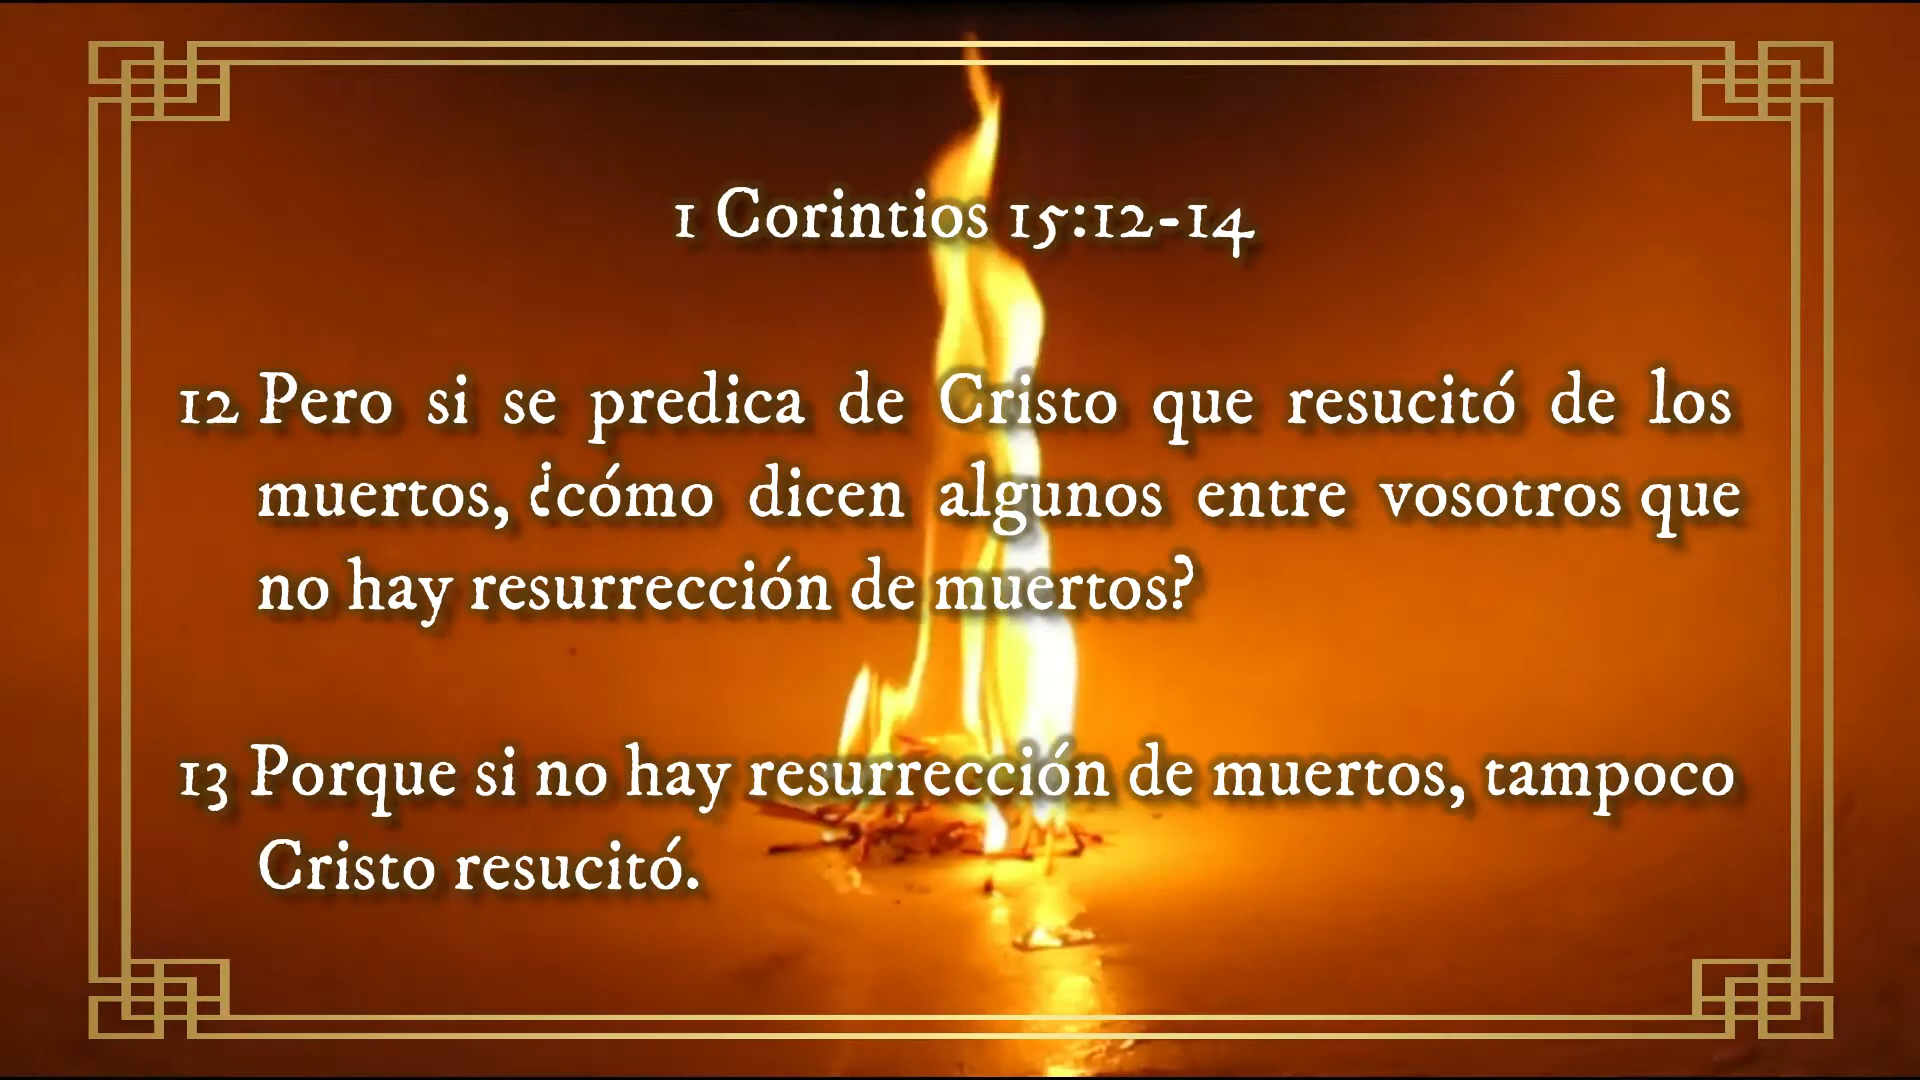 1 Corintios 15:12-14
12 Pero si se predica de Cristo que resucitó de los
muertos, ¿cómo dicen algunos entre vosotros que
no hay resurrección de muertos?
13 Porque si no hay resurrección de muertos, tampoco
Cristo resucitó.